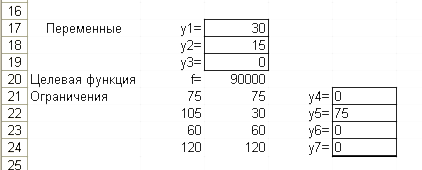 16
17 Переменные y1= 30
18 y2= 15
19 y3= 0
20 Целевая функция f= 90000
21 Ограничения 75 75 y4= 0
22 105 30 y5= 75
23 60 60 y6= 0
24 120 120 y7= 0
25